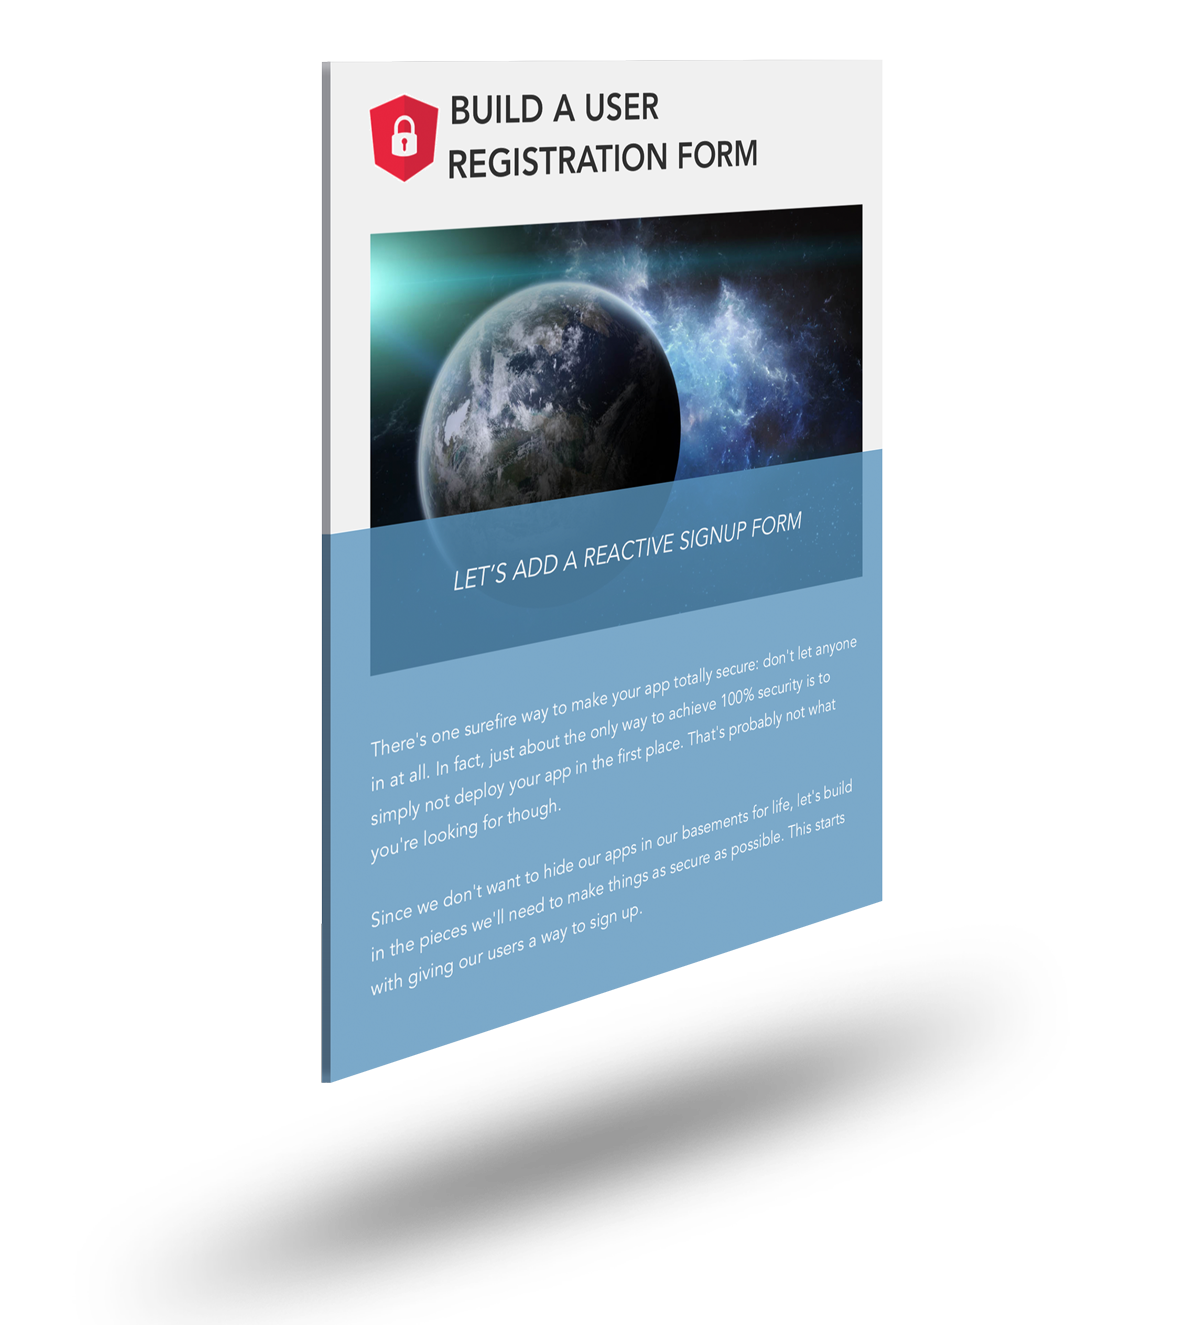 BUILD A USER
REGISTRATION FORM
LET’S ADD A REACTIVE SIGNUP FORM
There's one surefire way to make your app totally secure: don't let anyone
in at all. In fact, just about the only way to achieve 100% security is to
simply not deploy your app in the first place. That's probably not what
you're looking for though.
Since we don't want to hide our apps in our basements for life, let's build
in the pieces we'll need to make things as secure as possible. This starts
with giving our users a way to sign up.